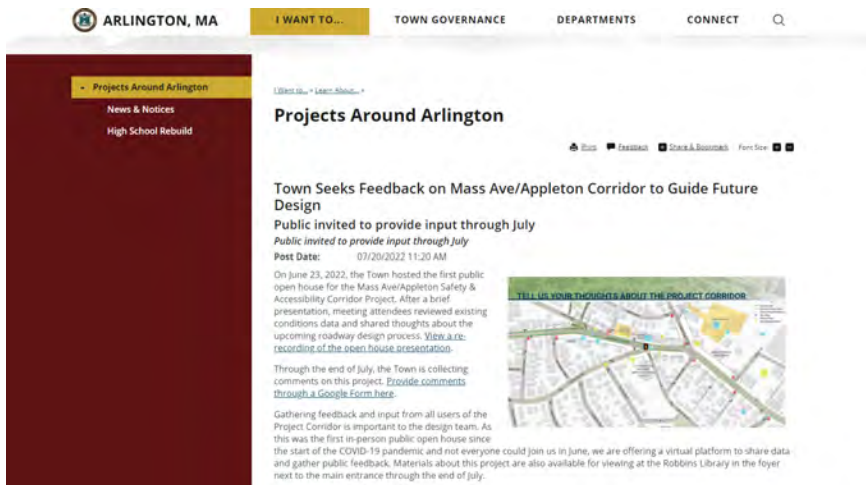 ARLINGTON, MA
I WANT TO...
TOWN GOVERNANCE
DEPARTMENTS
CONNECT
Projects Around Arlington
News & Notices
High School Rebuild
I Want to... » Learn About... »
Projects Around Arlington
Print
Feedback
Share & Bookmark
Font Size:
Town Seeks Feedback on Mass Ave/Appleton Corridor to Guide Future
Design
Public invited to provide input through July
Public invited to provide input through July
Post Date: 07/20/2022 11:20 AM
On June 23, 2022, the Town hosted the first public
open house for the Mass Ave/Appleton Safety &
Accessibility Corridor Project. After a brief
presentation, meeting attendees reviewed existing
conditions data and shared thoughts about the
upcoming roadway design process. View a re-
recording of the open house presentation.
TELL US YOUR THOUGHTS ABOUT THE PROJECT CORRIDOR
Through the end of July, the Town is collecting
comments on this project. Provide comments
through a Google Form here.
Gathering feedback and input from all users of the
Project Corridor is important to the design team. As
this was the first in-person public open house since
the start of the COVID-19 pandemic and not everyone could join us in June, we are offering a virtual platform to share data
and gather public feedback. Materials about this project are also available for viewing at the Robbins Library in the foyer
next to the main entrance through the end of July.